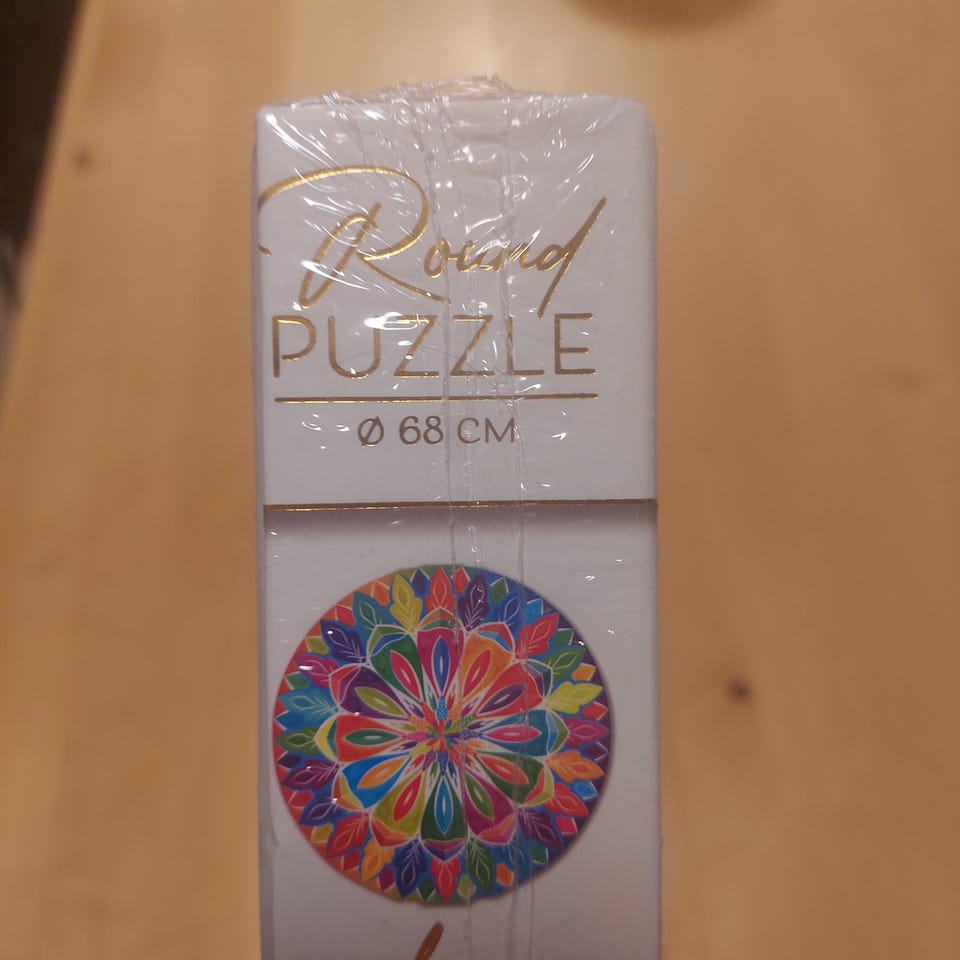 Round
PUZZLE
Ø 68 CM